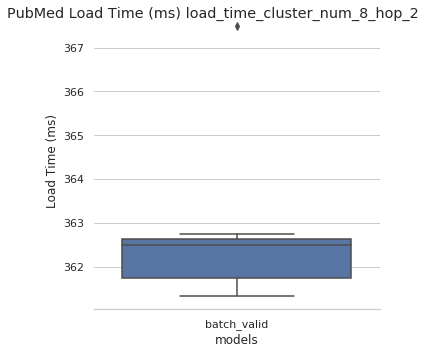 PubMed Load Time (ms) load_time_cluster_num_8_hop_2
367
366
365
364
363
362
Load Time (ms)
batch_valid
models